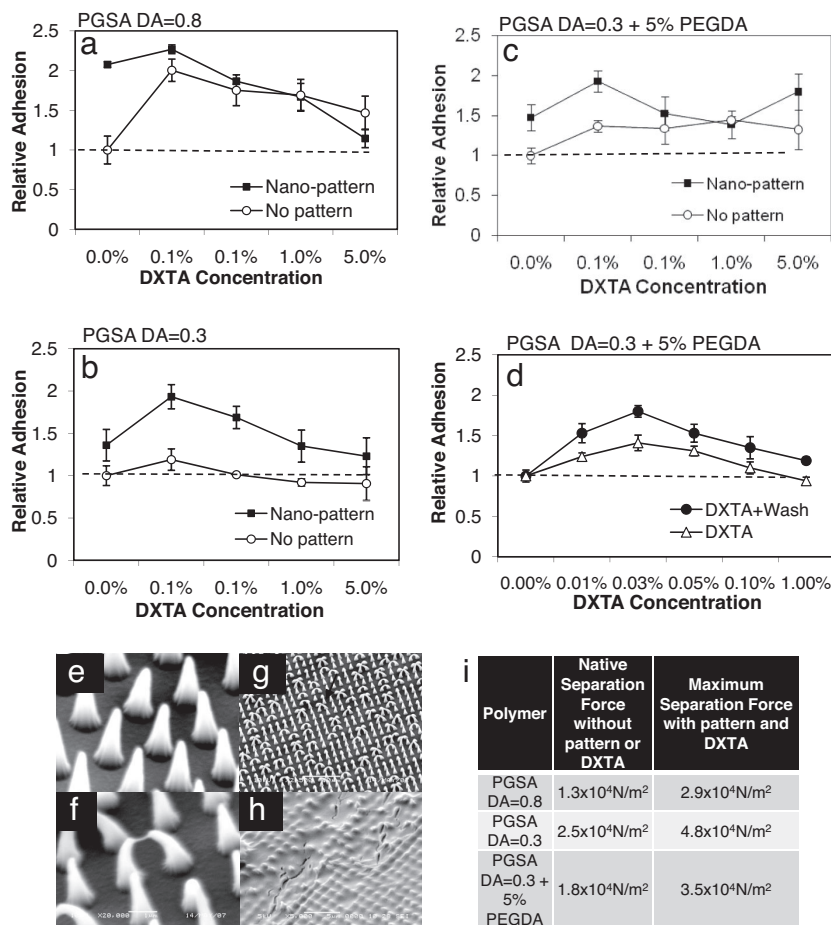 PGSA DA=0.8
a
2.5
2
1.5
1
0.5
0
Relative Adhesion
Nano-pattern
No pattern
0.0% 0.1% 0.1% 1.0% 5.0%
DXTA Concentration
PGSA DA=0.3 + 5% PEGDA
c
2.5
2
1.5
1
0.5
0
Relative Adhesion
Nano-pattern
No pattern
0.0% 0.1% 0.1% 1.0% 5.0%
DXTA Concentration
PGSA DA=0.3
b
2.5
2
1.5
1
0.5
0
Relative Adhesion
Nano-pattern
No pattern
0.0% 0.1% 0.1% 1.0% 5.0%
DXTA Concentration
PGSA DA=0.3 + 5% PEGDA
d
2.5
2
1.5
1
0.5
0
Relative Adhesion
DXTA+Wash
DXTA
0.00% 0.01% 0.03% 0.05% 0.10% 1.00%
DXTA Concentration
e
g
f
X20,000 1µm 14/ /07
h
i
Polymer
Native
Separation
Force
without
pattern or
DXTA
Maximum
Separation Force
with pattern and
DXTA
PGSA
DA=0.8
1.3x10⁴N/m²
2.9x10⁴N/m²
PGSA
DA=0.3
2.5x10⁴N/m²
4.8x10⁴N/m²
PGSA
DA=0.3 +
5%
PEGDA
1.8x10⁴N/m²
3.5x10⁴N/m²